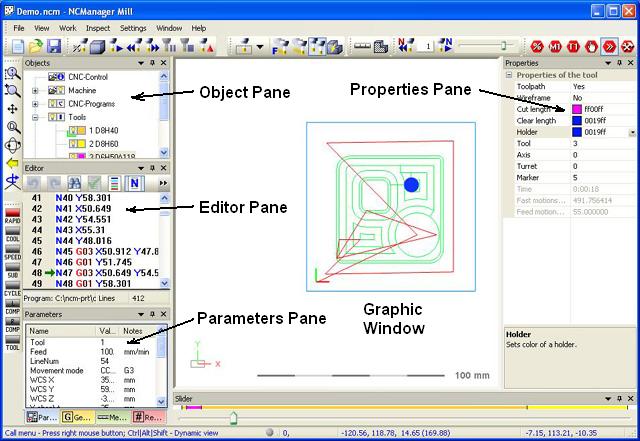 Demo.ncm - NCManager Mill
File View Work Inspect Settings Window Help
N 1 N
% M1 T1
Objects
CNC-Control
Machine
CNC-Programs
Tools
1 D8H40
2 D8H60
3 D8H50A118
Object Pane
Properties Pane
Properties
Properties of the tool
Toolpath Yes
Wireframe No
Cut length ff00ff
Clear length 0019ff
Holder 0019ff
Tool 3
Axis 0
Turret 0
Marker 5
Time 0:00:18
Fast motions... 491.756414
Feed motion... 55.000000
Editor
N
41 N40 Y58.301
42 N41 X50.649
43 N42 Y54.551
44 N43 X55.31
45 N44 Y48.016
46 N45 G03 X50.912 Y47.8
47 N46 G01 Y51.745
48 N47 G03 X50.649 Y54.5
49 N48 G01 Y58.301
Editor Pane
Program: C:\ncm-prt\c Lines 412
RAPID
COOL
SPEED
SUB
CYCLE
COMP
COMP
TOOL
Parameters
Name Val... Notes
Tool 1
Feed 100. mm/min
LineNum 54
Movement mode CC... G3
WCS X 35...
WCS Y 59...
WCS Z -3...
Parameters Pane
Graphic
Window
Y
X
100 mm
Holder
Sets color of a holder.
Par... G Ge... Me... # Re...
Slider
Call menu - Press right mouse button; Ctrl|Alt|Shift - Dynamic view 0, -120.56, 118.78, 14.65 (169.88) -7.15, 113.21, -10.35